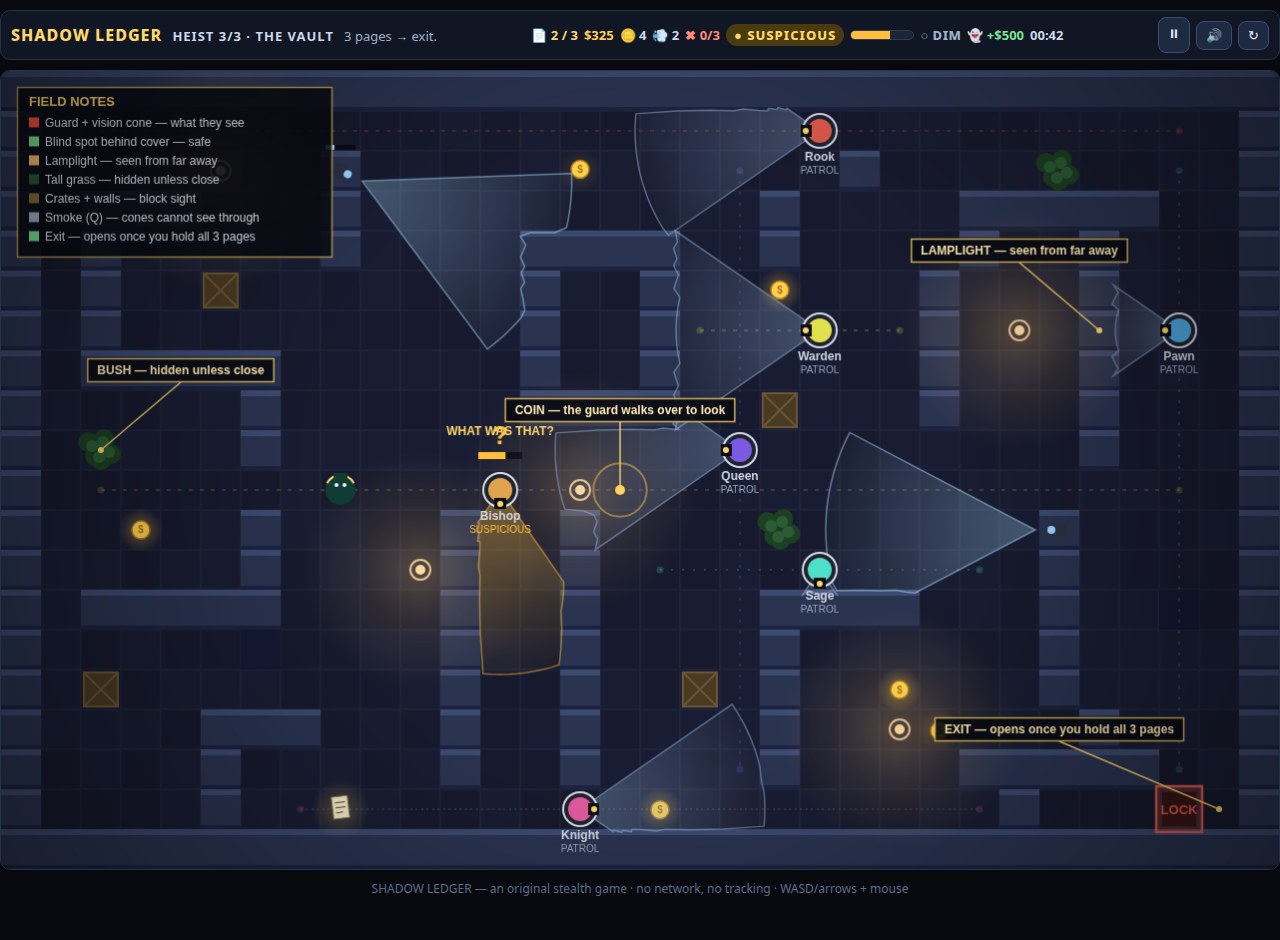 SHADOW LEDGER HEIST 3/3 · THE VAULT 3 pages → exit. 2 / 3 $325 4 2 ✖ 0/3 ● SUSPICIOUS ○ DIM +$500 00:42
FIELD NOTES
Guard + vision cone — what they see
Blind spot behind cover — safe
Lamplight — seen from far away
Tall grass — hidden unless close
Crates + walls — block sight
Smoke (Q) — cones cannot see through
Exit — opens once you hold all 3 pages
Rook
PATROL
$
LAMPLIGHT — seen from far away
$
Warden
PATROL
Pawn
PATROL
BUSH — hidden unless close
COIN — the guard walks over to look
WHAT WAS THAT?
?
Queen
PATROL
Bishop
SUSPICIOUS
$
Sage
PATROL
$
EXIT — opens once you hold all 3 pages
$
LOCK
Knight
PATROL
SHADOW LEDGER — an original stealth game · no network, no tracking · WASD/arrows + mouse